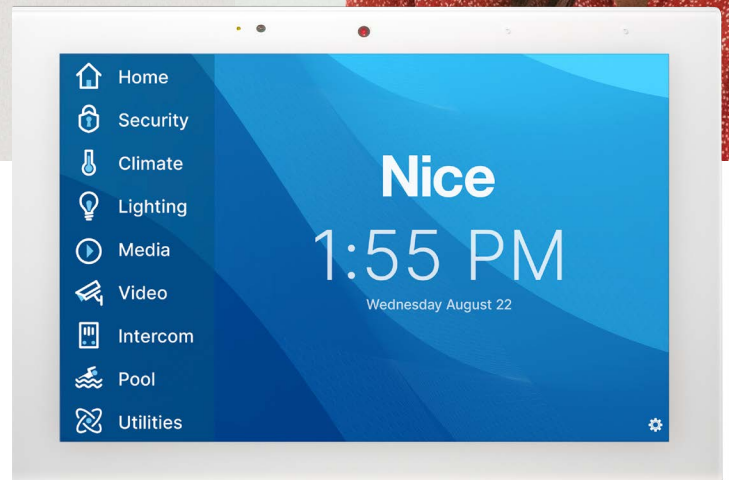 Home
Security
Climate
Lighting
Media
Video
Intercom
Pool
Utilities
Nice
1:55 PM
Wednesday August 22